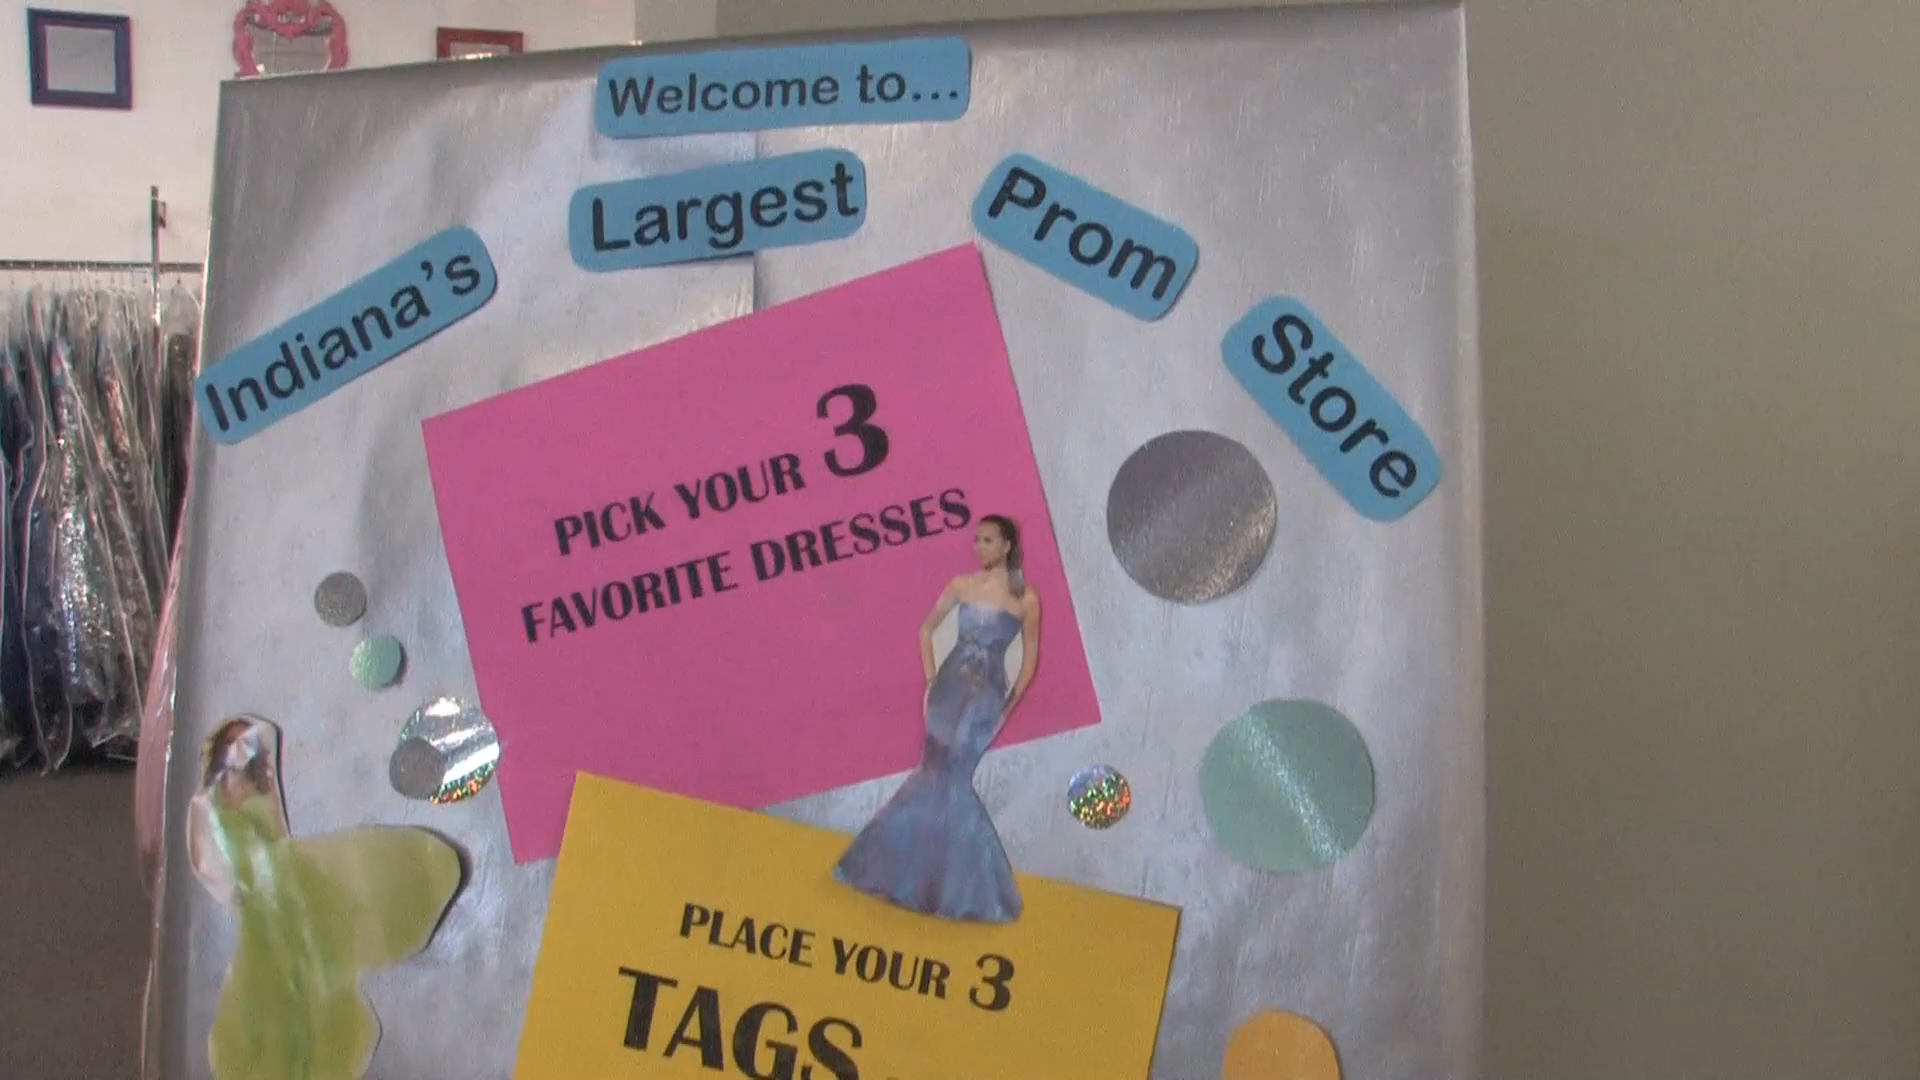 Welcome to...
Indiana's Largest Prom Store
PICK YOUR 3
FAVORITE DRESSES
PLACE YOUR 3
TAGS